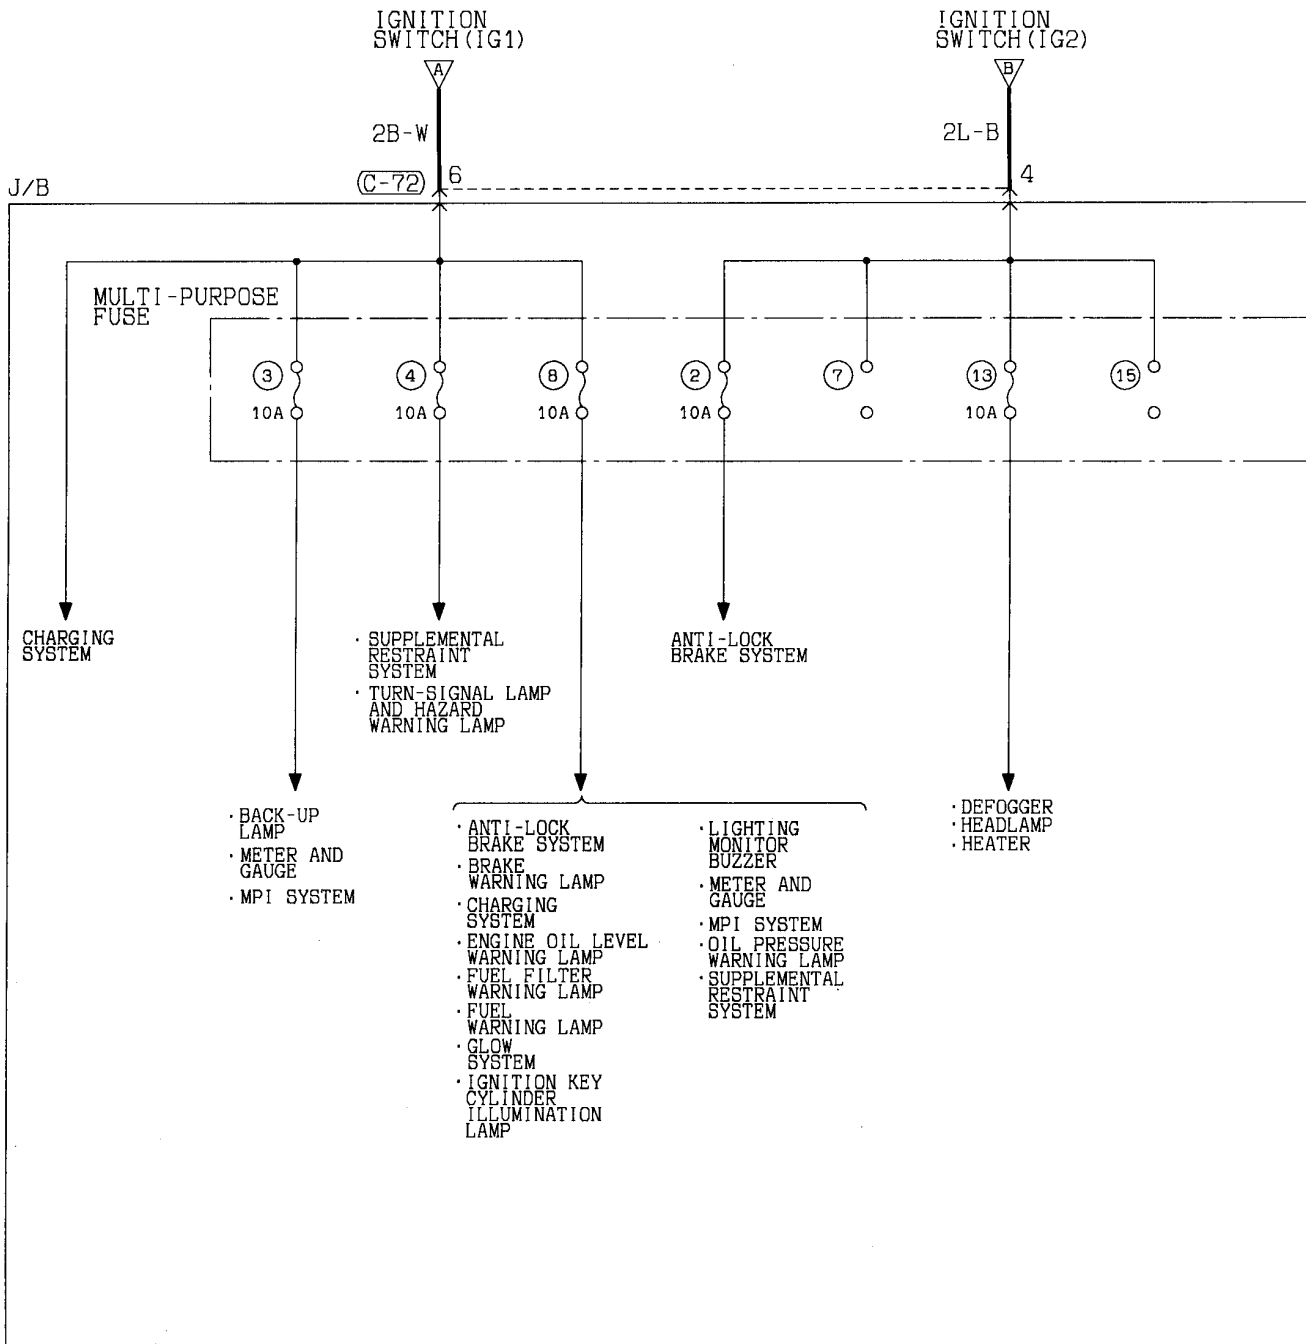 IGNITION
SWITCH(IG1)
IGNITION
SWITCH(IG2)
A
B
2B-W
2L-B
C-72
6
4
J/B
MULTI-PURPOSE
FUSE
3
4
8
2
7
13
15
10A
10A
10A
10A
10A
CHARGING
SYSTEM
· SUPPLEMENTAL
RESTRAINT
SYSTEM
· TURN-SIGNAL LAMP
AND HAZARD
WARNING LAMP
ANTI-LOCK
BRAKE SYSTEM
· BACK-UP
LAMP
· METER AND
GAUGE
· MPI SYSTEM
· ANTI-LOCK
BRAKE SYSTEM
· BRAKE
WARNING LAMP
· CHARGING
SYSTEM
· ENGINE OIL LEVEL
WARNING LAMP
· FUEL FILTER
WARNING LAMP
· FUEL
WARNING LAMP
· GLOW
SYSTEM
· IGNITION KEY
CYLINDER
ILLUMINATION
LAMP
· LIGHTING
MONITOR
BUZZER
· METER AND
GAUGE
· MPI SYSTEM
· OIL PRESSURE
WARNING LAMP
· SUPPLEMENTAL
RESTRAINT
SYSTEM
· DEFOGGER
· HEADLAMP
· HEATER